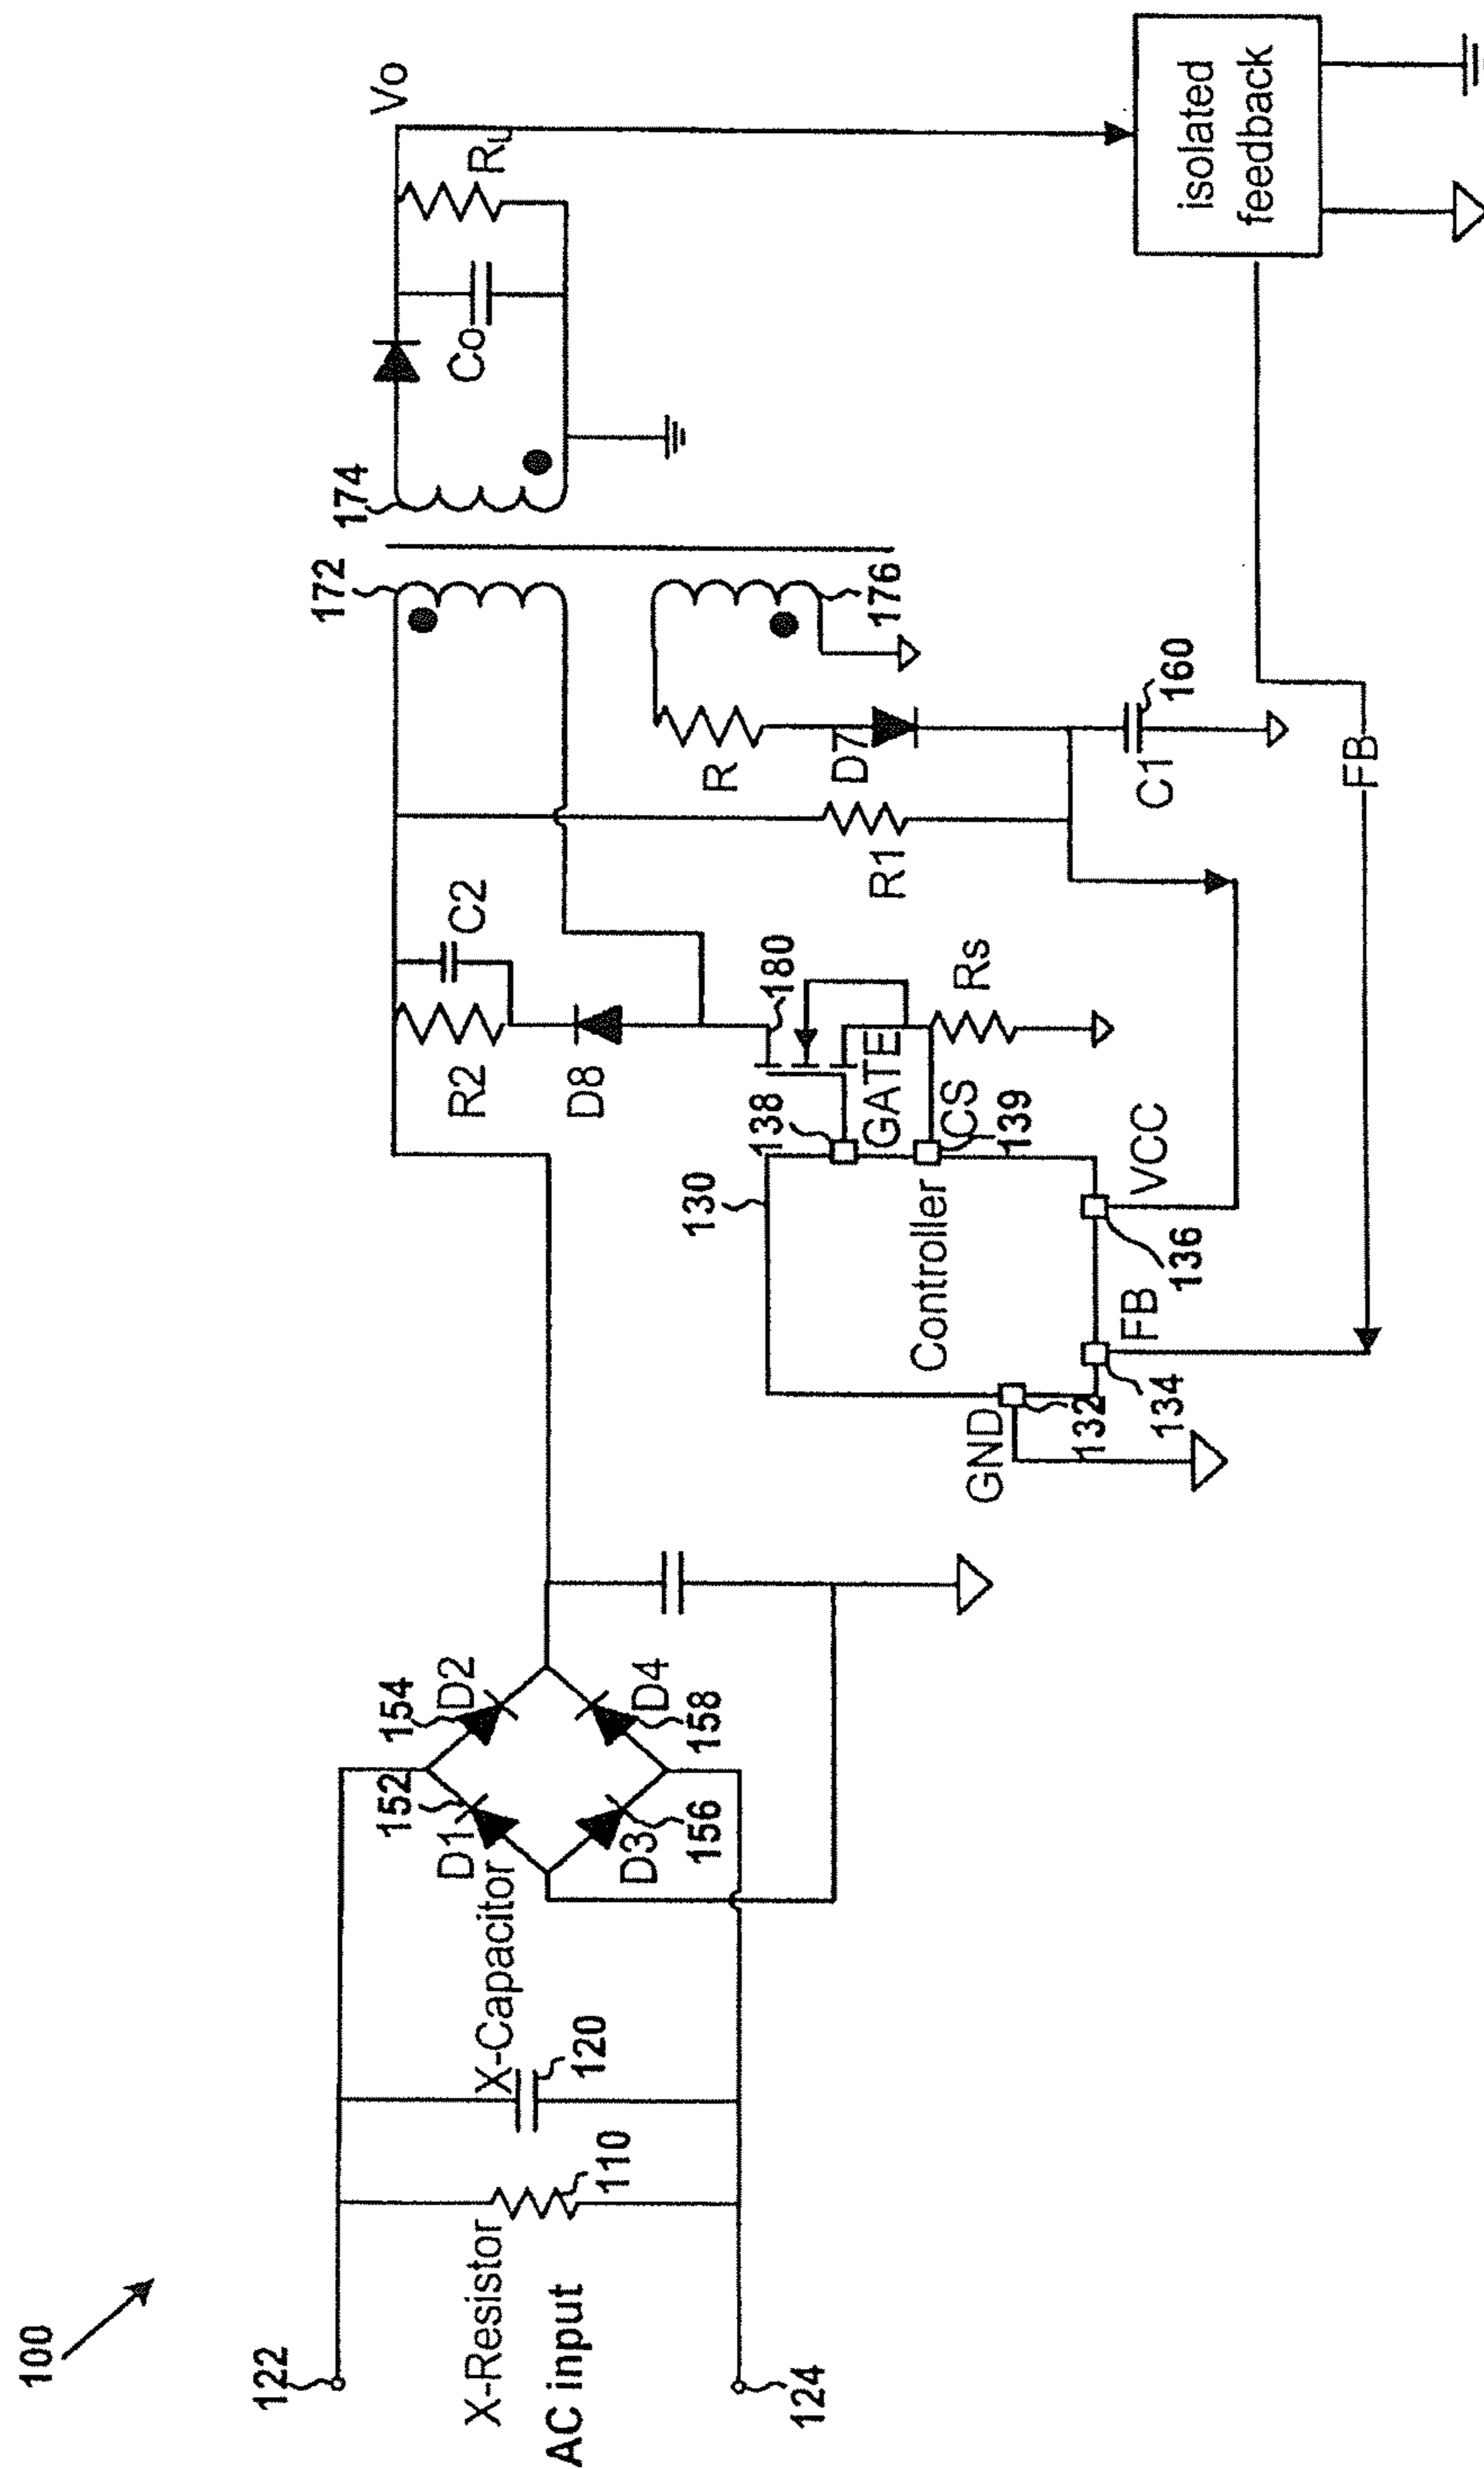 100
122
X-Resistor
AC input
124
110
X-Capacitor
120
152
D1
154
D2
D3
156
D4
158
GND
132
134
FB
136
VCC
130
Controller
138
GATE
CS
139
180
Rs
R2
C2
D8
R1
R
D7
C1
160
172
174
176
Co
RL
Vo
FB
isolated
feedback